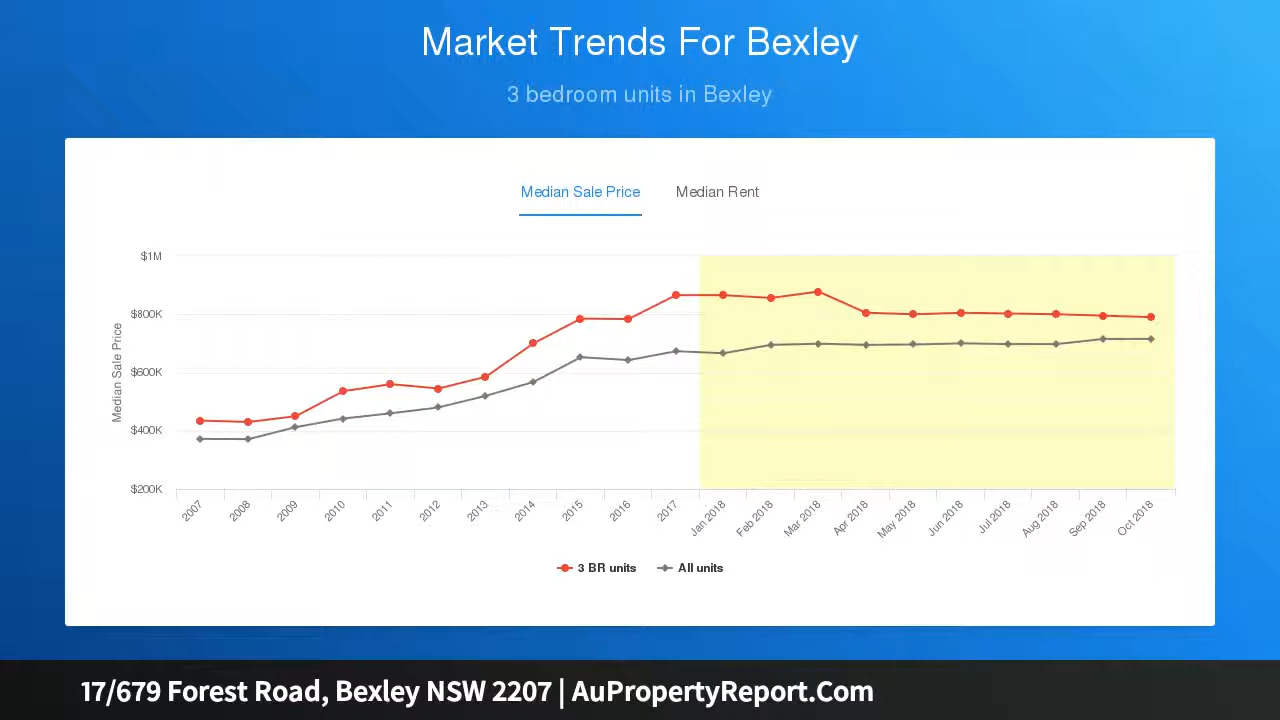 Market Trends For Bexley
3 bedroom units in Bexley
Median Sale Price Median Rent
$1M
$800K
$600K
$400K
$200K
Median Sale Price
2007 2008 2009 2010 2011 2012 2013 2014 2015 2016 2017 Jan 2018 Feb 2018 Mar 2018 Apr 2018 May 2018 Jun 2018 Jul 2018 Aug 2018 Sep 2018 Oct 2018
3 BR units All units
17/679 Forest Road, Bexley NSW 2207 | AuPropertyReport.Com